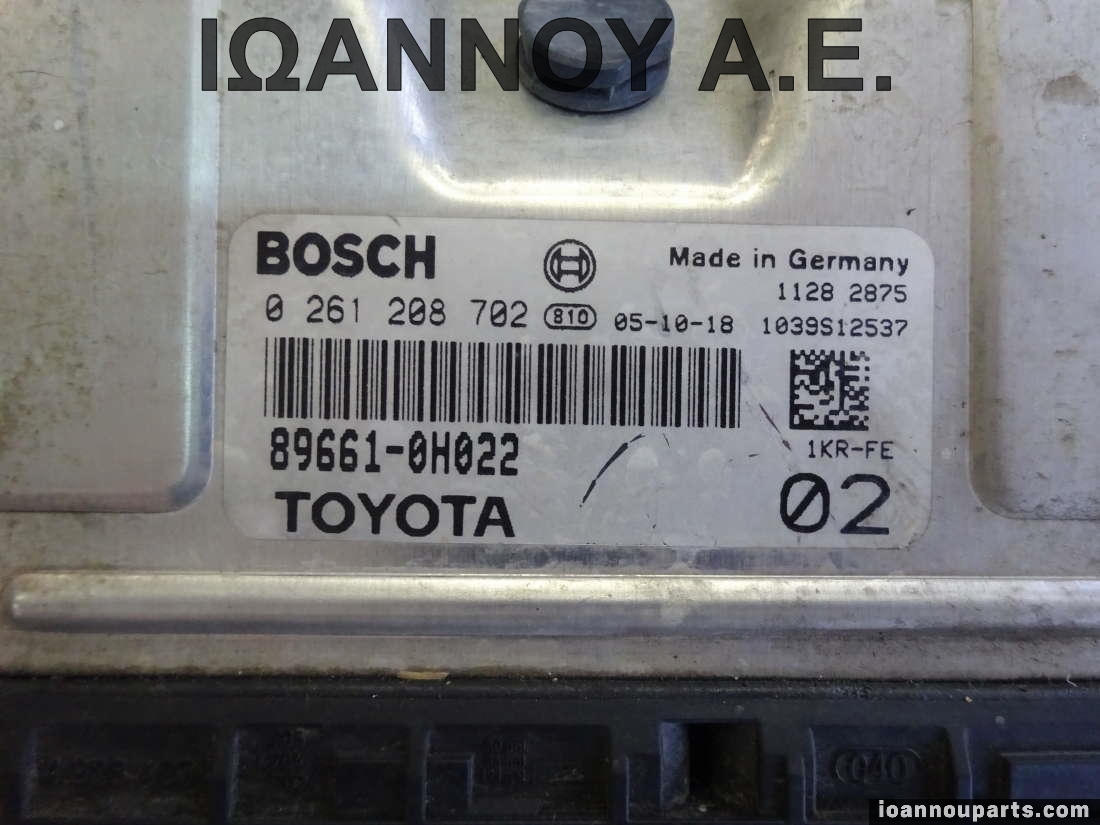 ΙΩΑΝΝΟΥ Α.Ε.
BOSCH
Made in Germany
1128 2875
0 261 208 702 810 05-10-18 1039S12537
89661-0H022
1KR-FE
TOYOTA
02
040
ioannouparts.com